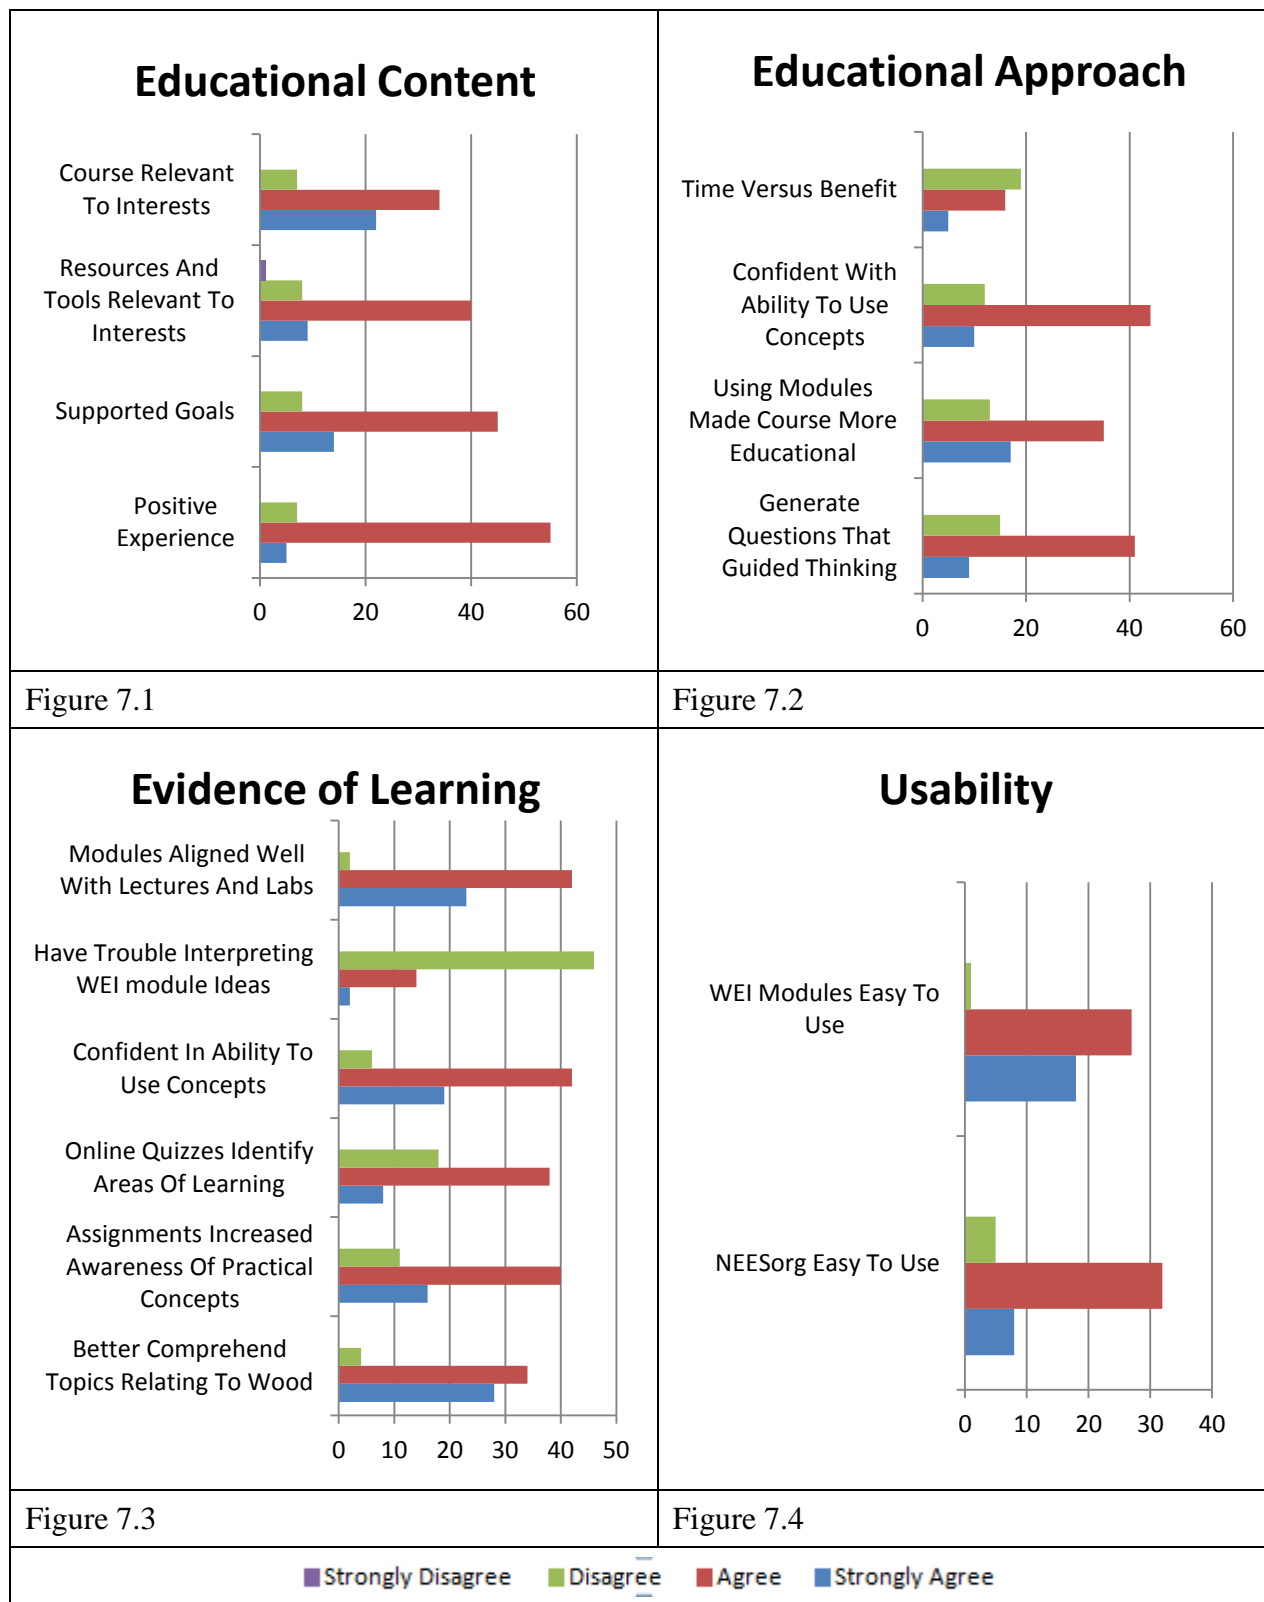 Educational Content
Course Relevant
To Interests
Resources And
Tools Relevant To
Interests
Supported Goals
Positive
Experience
0 20 40 60
Educational Approach
Time Versus Benefit
Confident With
Ability To Use
Concepts
Using Modules
Made Course More
Educational
Generate
Questions That
Guided Thinking
0 20 40 60
Figure 7.1
Figure 7.2
Evidence of Learning
Modules Aligned Well
With Lectures And Labs
Have Trouble Interpreting
WEI module Ideas
Confident In Ability To
Use Concepts
Online Quizzes Identify
Areas Of Learning
Assignments Increased
Awareness Of Practical
Concepts
Better Comprehend
Topics Relating To Wood
0 10 20 30 40 50
Usability
WEI Modules Easy To
Use
NEESorg Easy To Use
0 10 20 30 40
Figure 7.3
Figure 7.4
Strongly Disagree Disagree Agree Strongly Agree